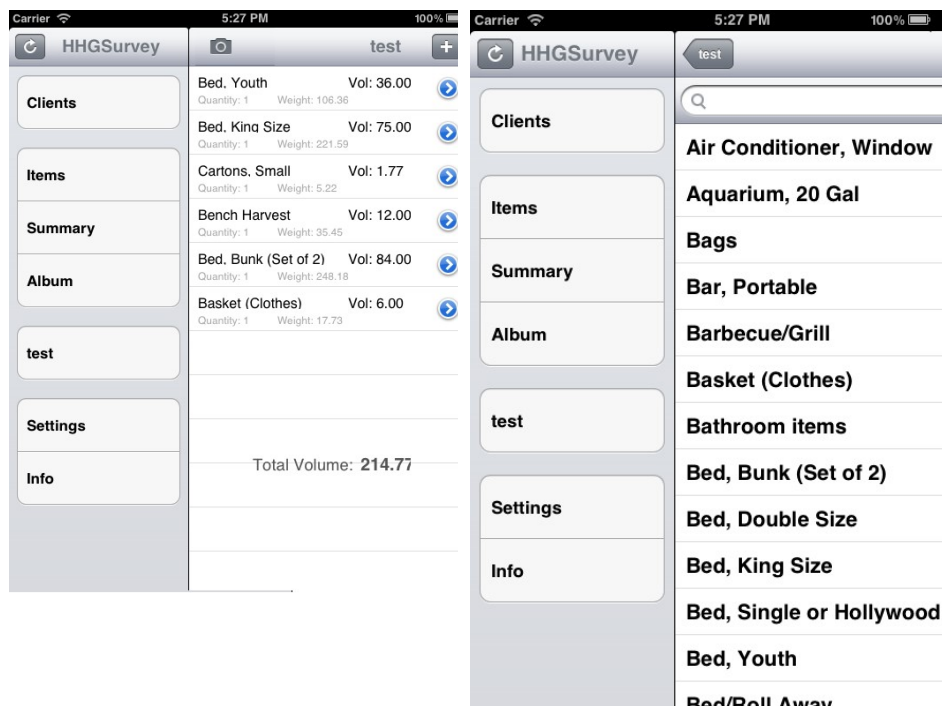 Carrier 5:27 PM 100%
HHGSurvey test +
Clients
Items
Summary
Album
test
Settings
Info
Bed, Youth Vol: 36.00
Quantity: 1 Weight: 106.36
Bed, King Size Vol: 75.00
Quantity: 1 Weight: 221.59
Cartons, Small Vol: 1.77
Quantity: 1 Weight: 5.22
Bench Harvest Vol: 12.00
Quantity: 1 Weight: 35.45
Bed, Bunk (Set of 2) Vol: 84.00
Quantity: 1 Weight: 248.18
Basket (Clothes) Vol: 6.00
Quantity: 1 Weight: 17.73
Total Volume: 214.77
Carrier 5:27 PM 100%
HHGSurvey test
Clients
Items
Summary
Album
test
Settings
Info
Air Conditioner, Window
Aquarium, 20 Gal
Bags
Bar, Portable
Barbecue/Grill
Basket (Clothes)
Bathroom items
Bed, Bunk (Set of 2)
Bed, Double Size
Bed, King Size
Bed, Single or Hollywood
Bed, Youth
Bed/Roll Away